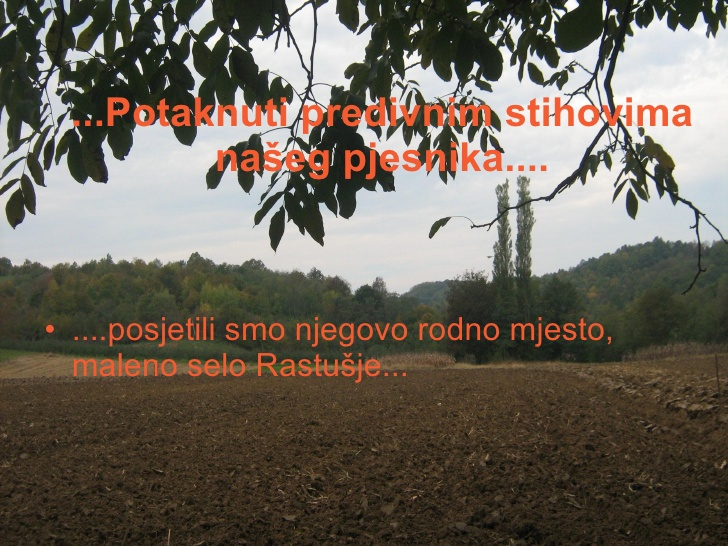 ...Potaknuti predivnim stihovima
našeg pjesnika....
• ....posjetili smo njegovo rodno mjesto,
maleno selo Rastušje...